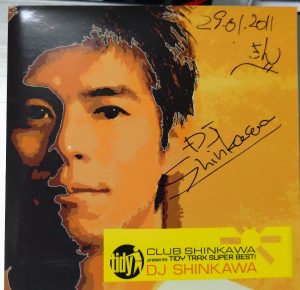 29.01.2011
DJ
Shinkawa
tidy
CLUB SHINKAWA
presents TIDY TRAX SUPER BEST!
DJ SHINKAWA